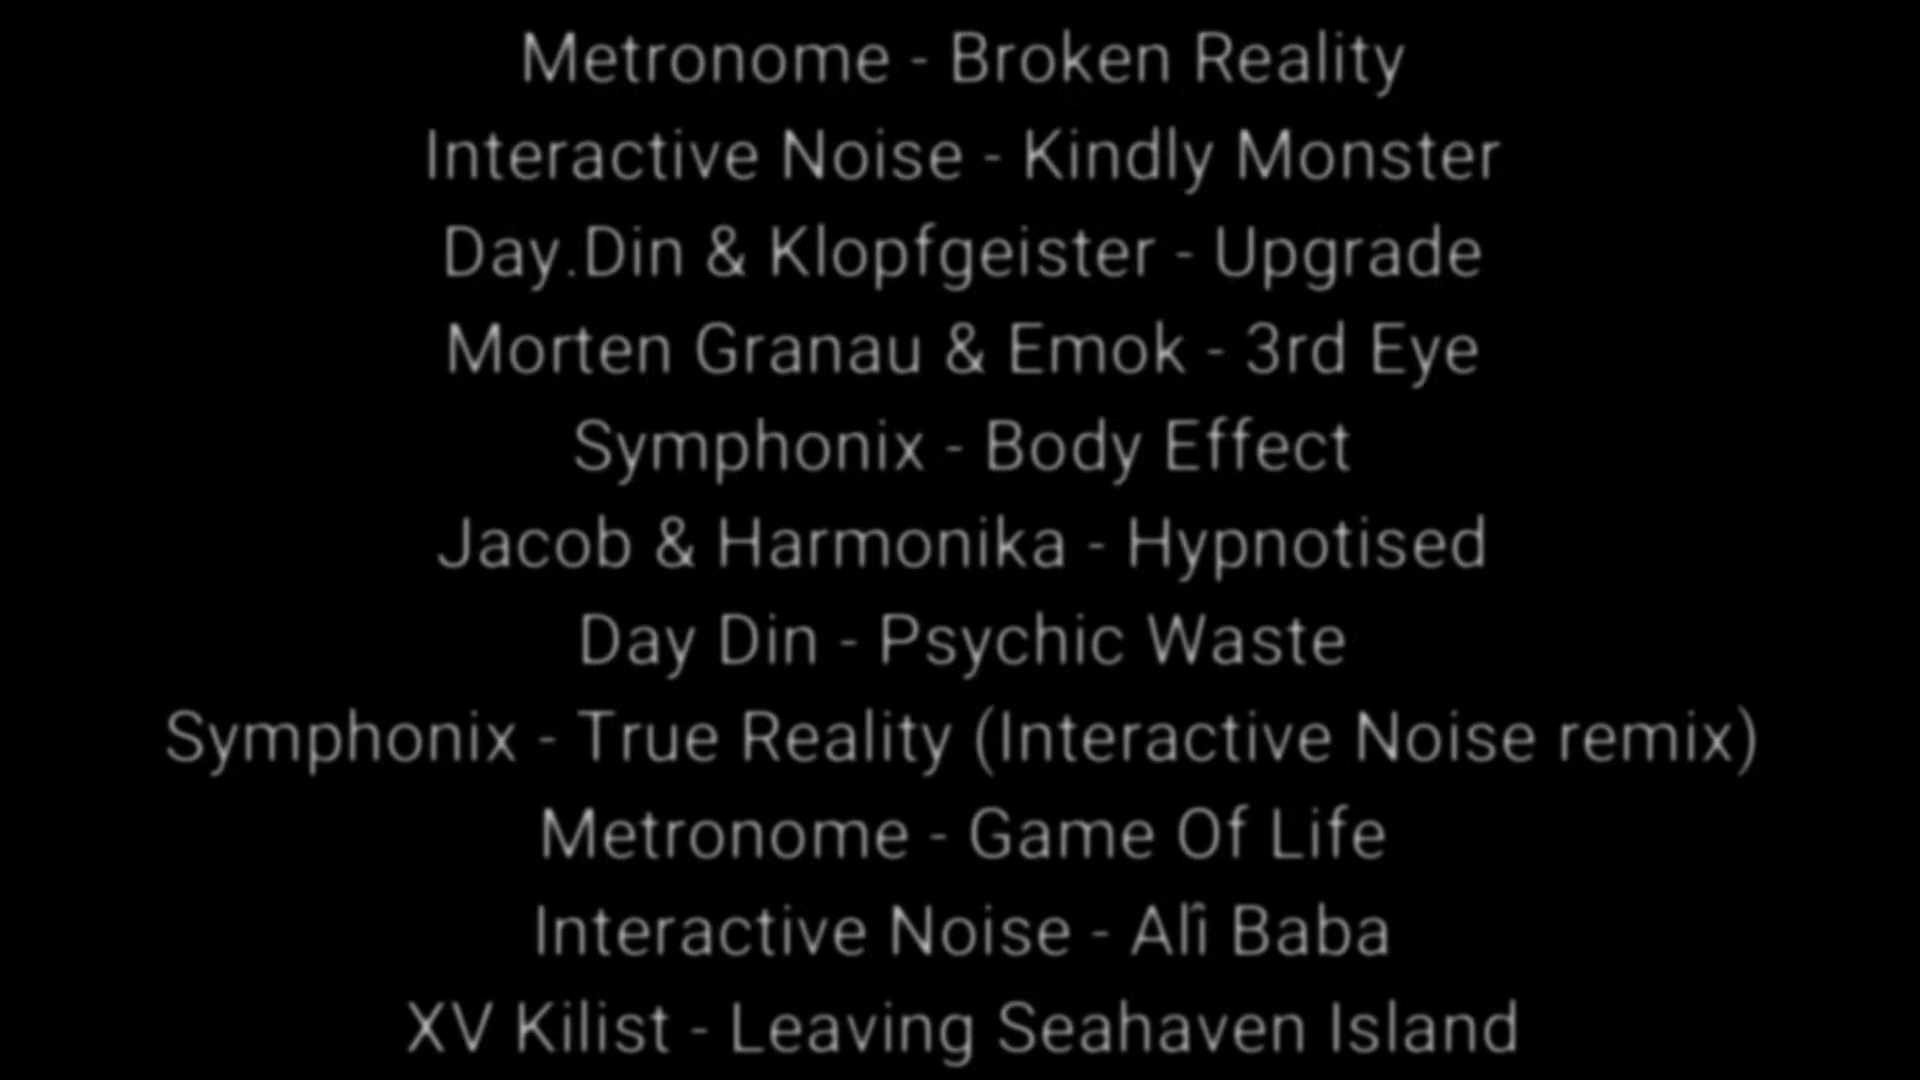 Metronome - Broken Reality
Interactive Noise - Kindly Monster
Day.Din & Klopfgeister - Upgrade
Morten Granau & Emok - 3rd Eye
Symphonix - Body Effect
Jacob & Harmonika - Hypnotised
Day Din - Psychic Waste
Symphonix - True Reality (Interactive Noise remix)
Metronome - Game Of Life
Interactive Noise - Alî Baba
XV Kilist - Leaving Seahaven Island